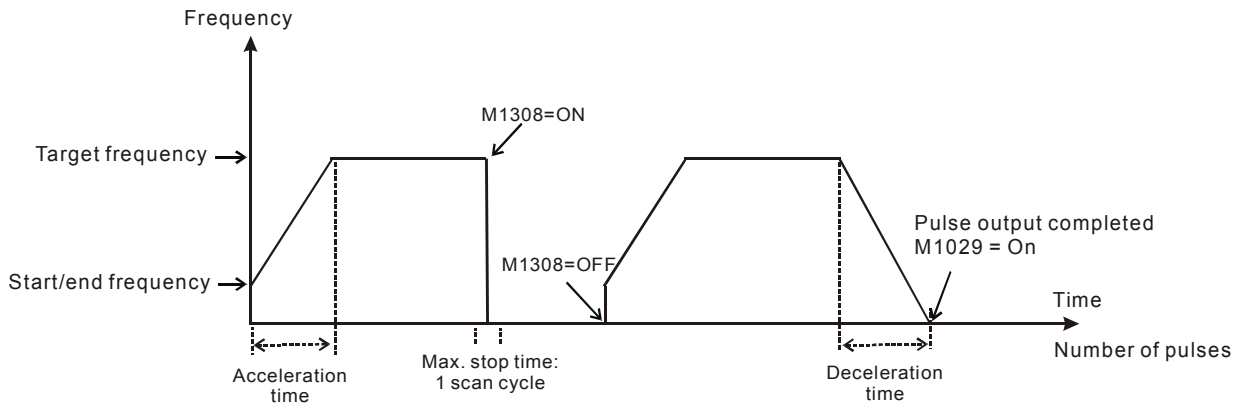 Frequency
M1308=ON
Target frequency
Pulse output completed
M1029 = On
M1308=OFF
Start/end frequency
Time
Number of pulses
Max. stop time:
1 scan cycle
Acceleration
time
Deceleration
time